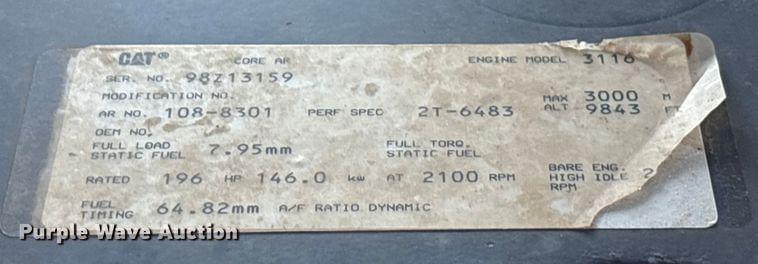 CAT® CORE AR ENGINE MODEL 3116
SER. NO. 98Z13159
MODIFICATION NO.
AR NO. 108-8301 PERF SPEC 2T-6483 MAX ALT 3000 M 9843 FT
OEM NO.
FULL LOAD STATIC FUEL 7.95mm FULL TORQ. STATIC FUEL
RATED 196 HP 146.0 kw AT 2100 RPM BARE ENG. HIGH IDLE 2 RPM
FUEL TIMING 64.82mm A/F RATIO DYNAMIC
Purple Wave Auction